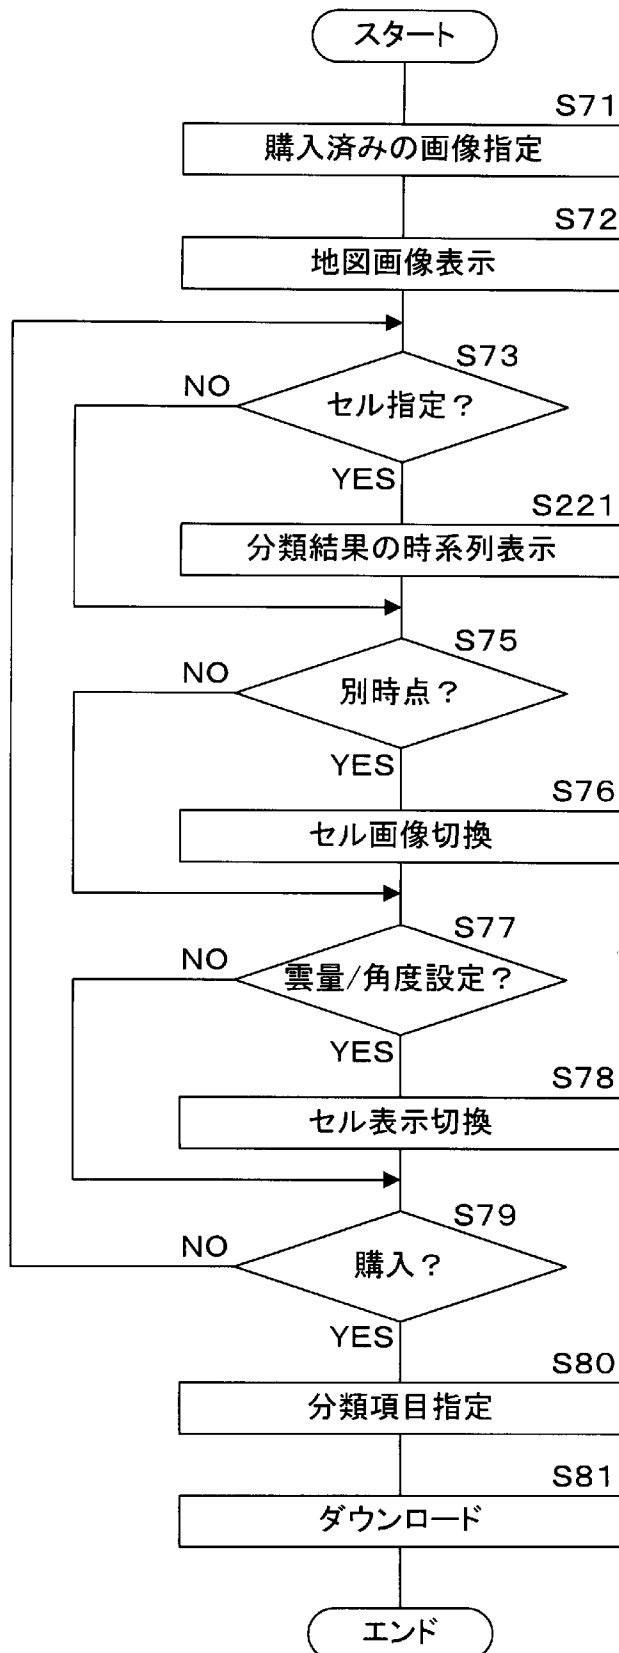 スタート
S71
購入済みの画像指定
S72
地図画像表示
S73
NO
セル指定？
YES
S221
分類結果の時系列表示
S75
NO
別時点？
YES
S76
セル画像切換
S77
NO
雲量/角度設定？
YES
S78
セル表示切換
S79
NO
購入？
YES
S80
分類項目指定
S81
ダウンロード
エンド